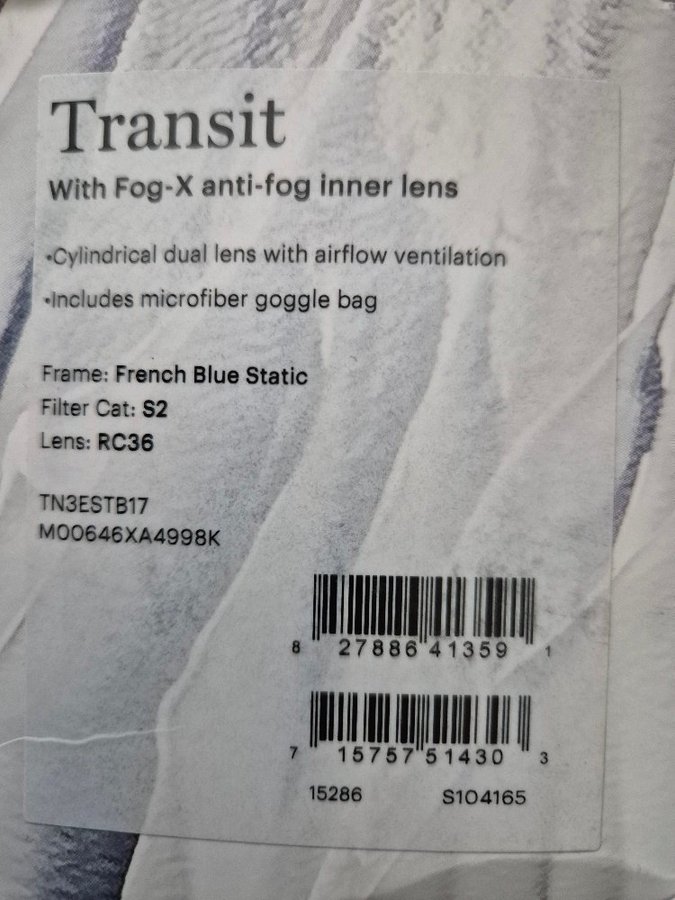 Transit
With Fog-X anti-fog inner lens
•Cylindrical dual lens with airflow ventilation
•Includes microfiber goggle bag
Frame: French Blue Static
Filter Cat: S2
Lens: RC36
TN3ESTB17
M00646XA4998K
8 27886 41359 1
7 15757 51430 3
15286 S104165